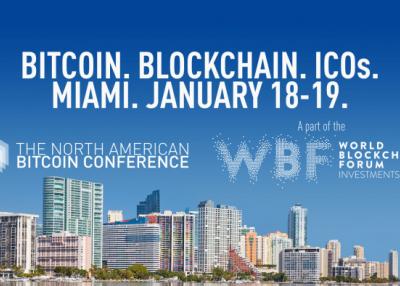 BITCOIN. BLOCKCHAIN. ICOs.
MIAMI. JANUARY 18-19.
A part of the
THE NORTH AMERICAN
BITCOIN CONFERENCE
WBF
WORLD
BLOCKCH
FORUM
INVESTMENTS